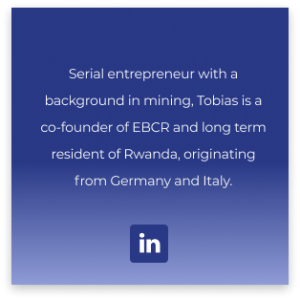 Serial entrepreneur with a
background in mining, Tobias is a
co-founder of EBCR and long term
resident of Rwanda, originating
from Germany and Italy.
in